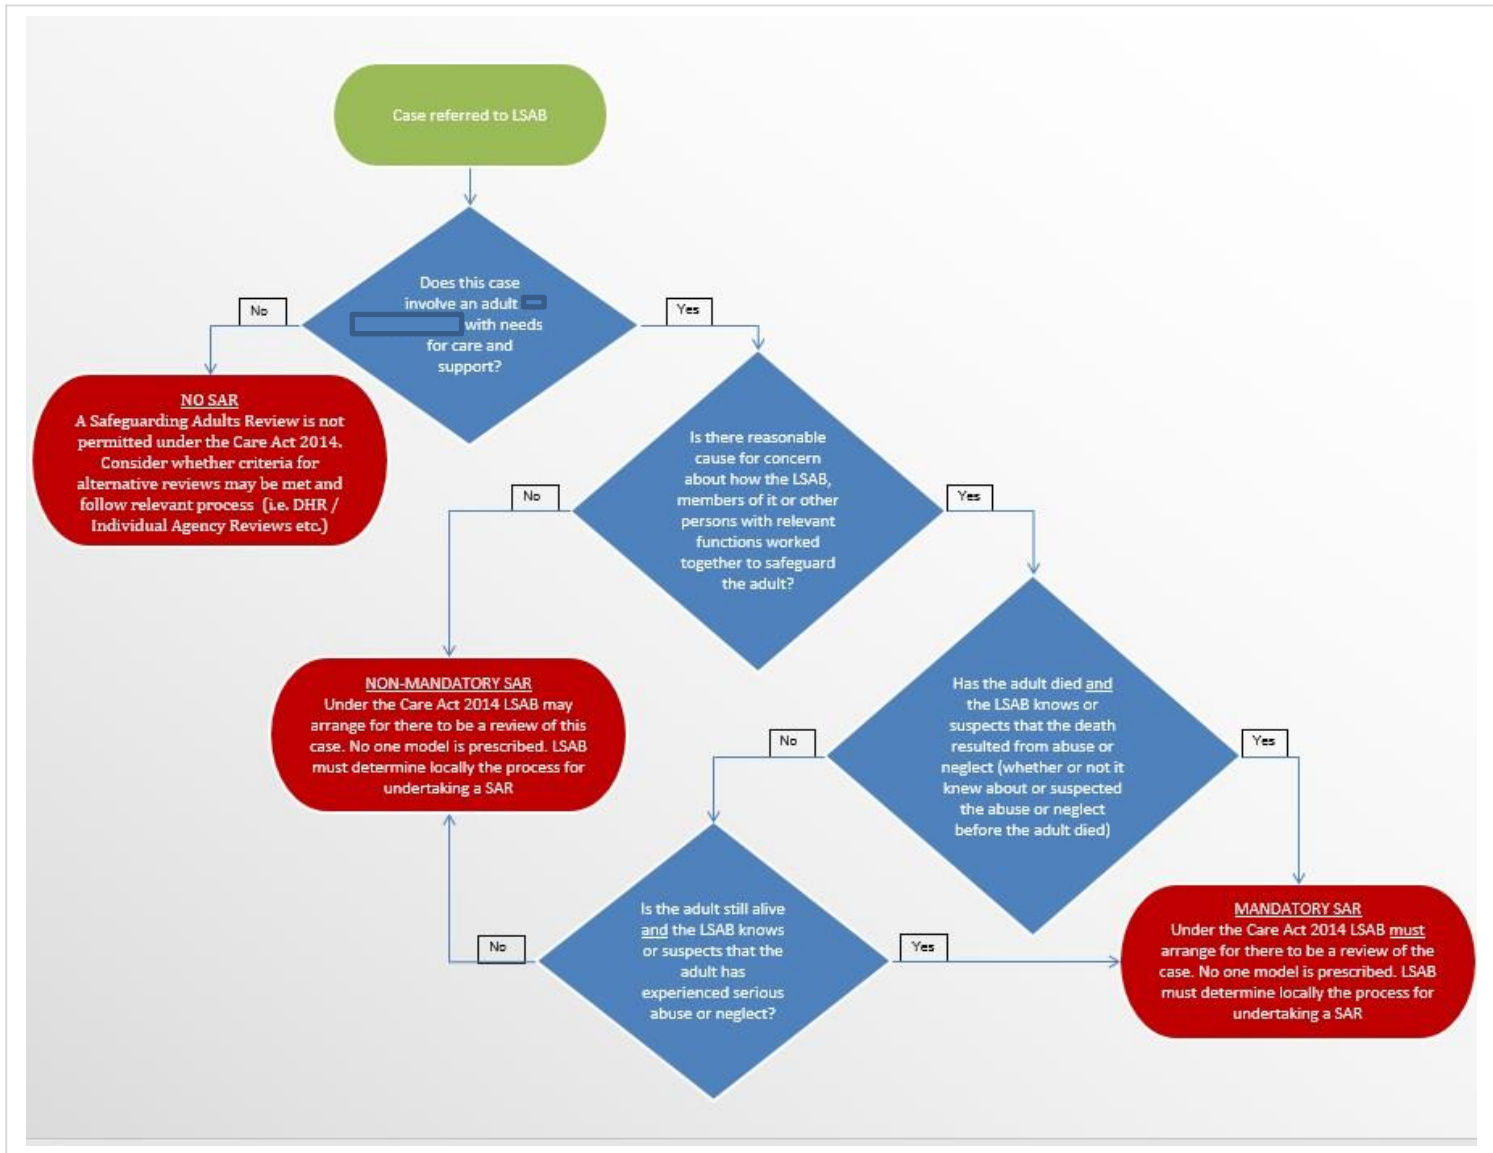 Case referred to LSAB
Does this case
involve an adult
with needs
for care and
support?
No
Yes
NO SAR
A Safeguarding Adults Review is not
permitted under the Care Act 2014.
Consider whether criteria for
alternative reviews may be met and
follow relevant process (i.e. DHR /
Individual Agency Reviews etc.)
Is there reasonable
cause for concern
about how the LSAB,
members of it or other
persons with relevant
functions worked
together to safeguard
the adult?
No
Yes
NON-MANDATORY SAR
Under the Care Act 2014 LSAB may
arrange for there to be a review of this
case. No one model is prescribed. LSAB
must determine locally the process for
undertaking a SAR
Has the adult died and
the LSAB knows or
suspects that the death
resulted from abuse or
neglect (whether or not it
knew about or suspected
the abuse or neglect
before the adult died)
No
Yes
Is the adult still alive
and the LSAB knows
or suspects that the
adult has
experienced serious
abuse or neglect?
No
Yes
MANDATORY SAR
Under the Care Act 2014 LSAB must
arrange for there to be a review of the
case. No one model is prescribed. LSAB
must determine locally the process for
undertaking a SAR